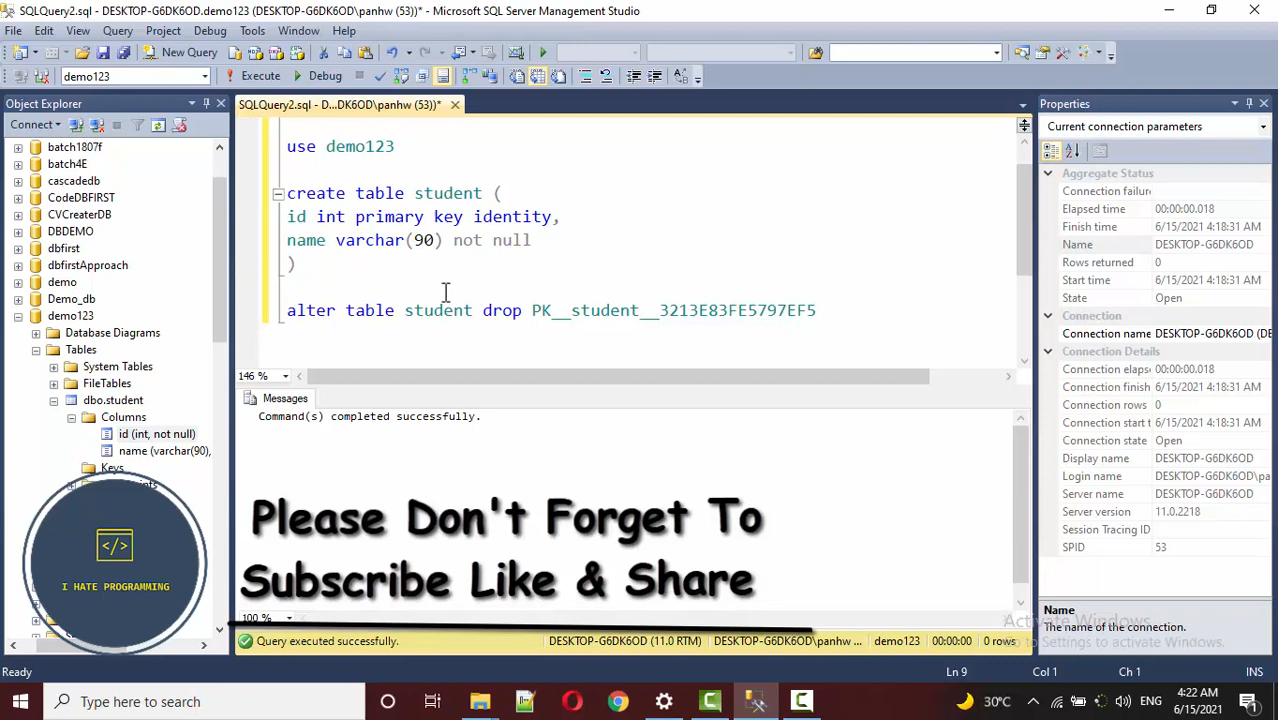 SQLQuery2.sql - DESKTOP-G6DK6OD.demo123 (DESKTOP-G6DK6OD\panhw (53))* - Microsoft SQL Server Management Studio
File Edit View Query Project Debug Tools Window Help
New Query
demo123 Execute Debug
Object Explorer
Connect
batch1807f
batch4E
cascadedb
CodeDBFIRST
CVCreaterDB
DBDEMO
dbfirst
dbfirstApproach
demo
Demo_db
demo123
Database Diagrams
Tables
System Tables
FileTables
dbo.student
Columns
id (int, not null)
name (varchar(90),
Keys
I HATE PROGRAMMING
SQLQuery2.sql - D...DK6OD\panhw (53))*
use demo123
create table student (
id int primary key identity,
name varchar(90) not null
)
alter table student drop PK__student__3213E83FE5797EF5
146 %
Messages
Command(s) completed successfully.
Please Don't Forget To
Subscribe Like & Share
100 %
Query executed successfully. DESKTOP-G6DK6OD (11.0 RTM) DESKTOP-G6DK6OD\panhw ... demo123 00:00:00 0 rows
Properties
Current connection parameters
Aggregate Status
Connection failure
Elapsed time 00:00:00.018
Finish time 6/15/2021 4:18:31 AM
Name DESKTOP-G6DK6OD
Rows returned 0
Start time 6/15/2021 4:18:31 AM
State Open
Connection
Connection name DESKTOP-G6DK6OD (DE
Connection Details
Connection elaps 00:00:00.018
Connection finish 6/15/2021 4:18:31 AM
Connection rows 0
Connection start t 6/15/2021 4:18:31 AM
Connection state Open
Display name DESKTOP-G6DK6OD
Login name DESKTOP-G6DK6OD\pa
Server name DESKTOP-G6DK6OD
Server version 11.0.2218
Session Tracing ID
SPID 53
Name
The name of the connection.
Activate Windows
Go to Settings to activate Windows.
Ready Ln 9 Col 1 Ch 1 INS
Type here to search
30°C ENG 4:22 AM
6/15/2021